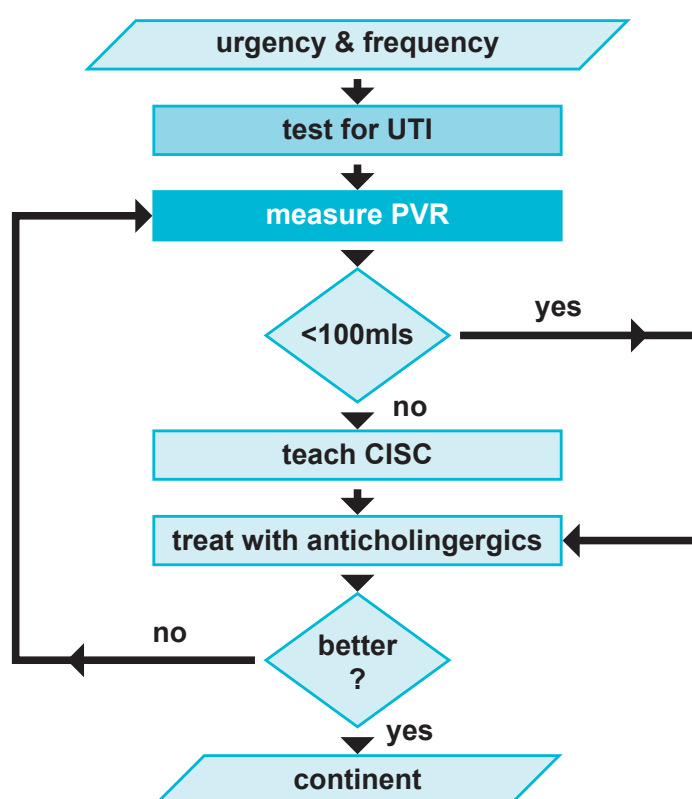 urgency & frequency
test for UTI
measure PVR
<100mls
yes
no
teach CISC
treat with anticholingergics
no
better
?
yes
continent